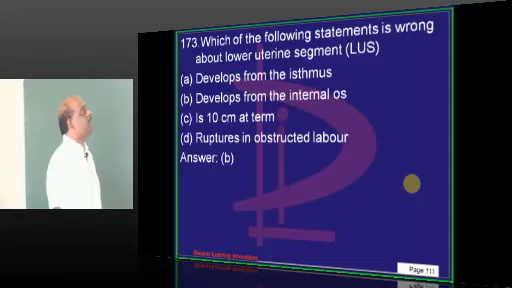 173.Which of the following statements is wrong
about lower uterine segment (LUS)
(a) Develops from the isthmus
(b) Develops from the internal os
(c) Is 10 cm at term
(d) Ruptures in obstructed labour
Answer: (b)
Page 111